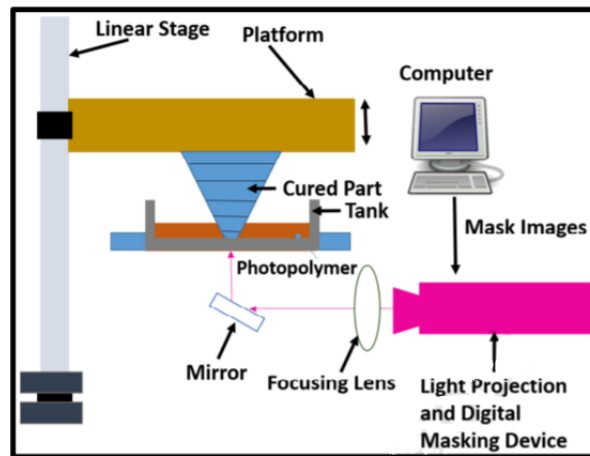 Linear Stage
Platform
Computer
Cured Part
Tank
Mask Images
Photopolymer
Mirror
Focusing Lens
Light Projection
and Digital
Masking Device